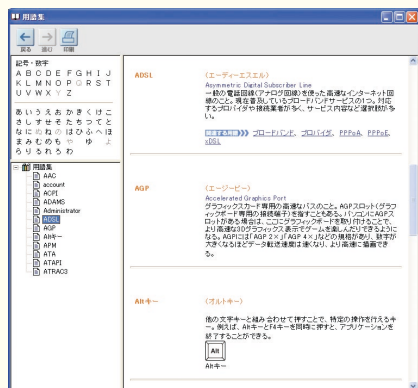 用語集
戻る 進む 印刷
記号・数字
A B C D E F G H I J
K L M N O P Q R S T
U V W X Y Z
あ い う え お か き く け こ
さ し す せ そ た ち つ て と
な に ぬ ね の は ひ ふ へ ほ
ま み む め も や ゆ よ
ら り る れ ろ わ
用語集
AAC
account
ACPI
ADAMS
Administrator
ADSL
AGP
Altキー
APM
ATA
ATAPI
ATRAC3
ADSL
(エーディーエスエル)
Asymmetric Digital Subscriber Line
一般の電話回線(アナログ回線)を使った高速なインターネット回
線のこと。現在普及しているブロードバンドサービスの1つ。対応
するプロバイダや接続業者が多く、サービス内容など選択肢が多
い。
関連する用語 ブロードバンド、プロバイダ、PPPoA、PPPoE、
xDSL
AGP
(エージーピー)
Accelerated Graphics Port
グラフィックスカード専用の高速なバスのこと。AGPスロット(グラフ
ィックボード専用の接続端子)を指すこともある。パソコンにAGPス
ロットがある場合は、ここにグラフィックボードを取り付けることで、
より高速な3Dグラフィックス表示でゲームを楽しんだりできるように
なる。AGPには「AGP 2×」「AGP 4×」などの規格があり、数字が
大きくなるほどデータ転送速度は速くなり、より高速に描画でき
る。
Altキー
(オルトキー)
他の文字キーと組み合わせて押すことで、特定の操作を行えるキ
ー。例えば、AltキーとF4キーを同時に押すと、アプリケーションを
終了することができる。
Alt
Altキー